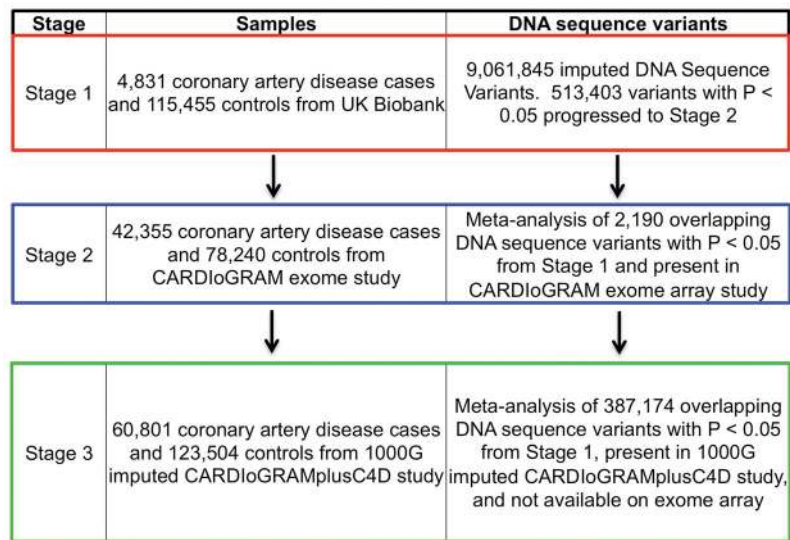 Stage
Samples
DNA sequence variants
Stage 1
4,831 coronary artery disease cases
and 115,455 controls from UK Biobank
9,061,845 imputed DNA Sequence
Variants. 513,403 variants with P <
0.05 progressed to Stage 2
Stage 2
42,355 coronary artery disease cases
and 78,240 controls from
CARDIoGRAM exome study
Meta-analysis of 2,190 overlapping
DNA sequence variants with P < 0.05
from Stage 1 and present in
CARDIoGRAM exome array study
Stage 3
60,801 coronary artery disease cases
and 123,504 controls from 1000G
imputed CARDIoGRAMplusC4D study
Meta-analysis of 387,174 overlapping
DNA sequence variants with P < 0.05
from Stage 1, present in 1000G
imputed CARDIoGRAMplusC4D study,
and not available on exome array